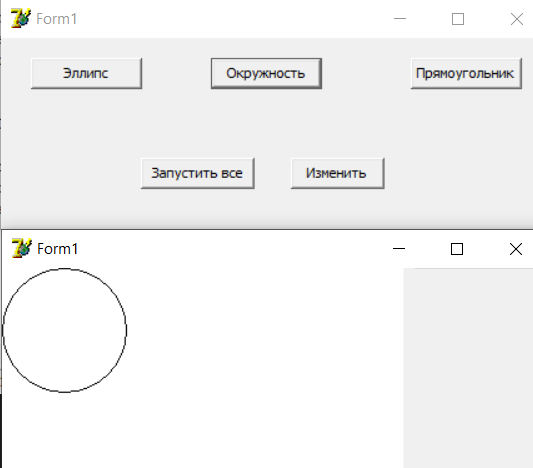 Form1
Эллипс Окружность Прямоугольник
Запустить все Изменить
Form1